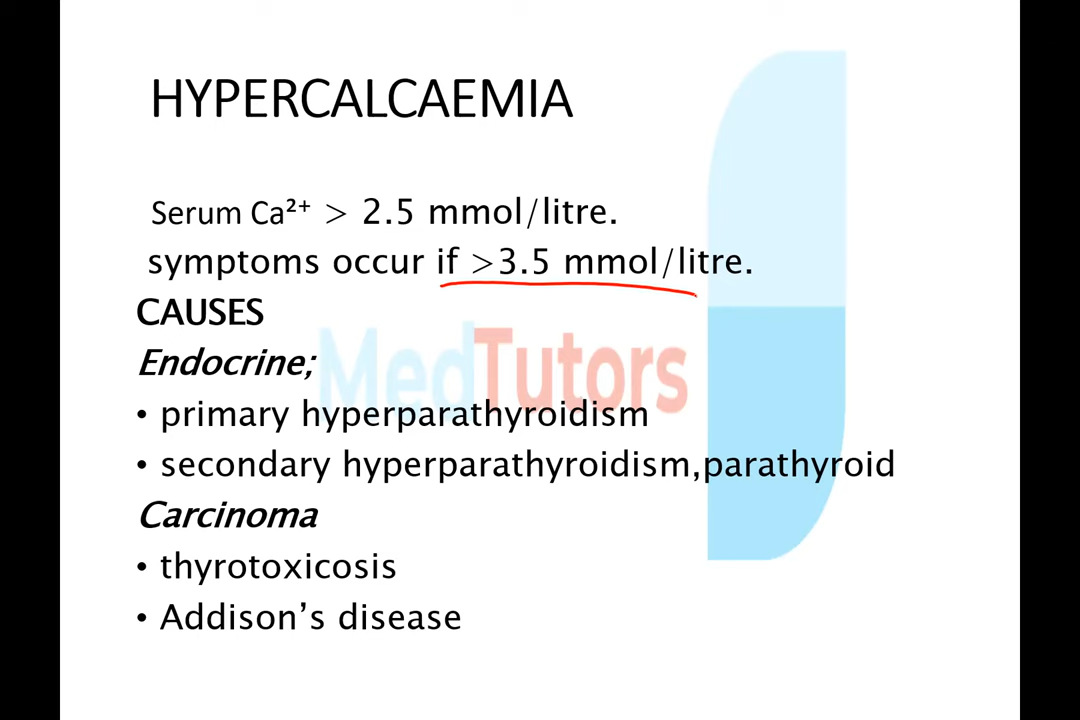 HYPERCALCAEMIA
Serum Ca²⁺ > 2.5 mmol/litre.
symptoms occur if >3.5 mmol/litre.
CAUSES
Endocrine;
• primary hyperparathyroidism
• secondary hyperparathyroidism,parathyroid
Carcinoma
• thyrotoxicosis
• Addison’s disease
MedTutors